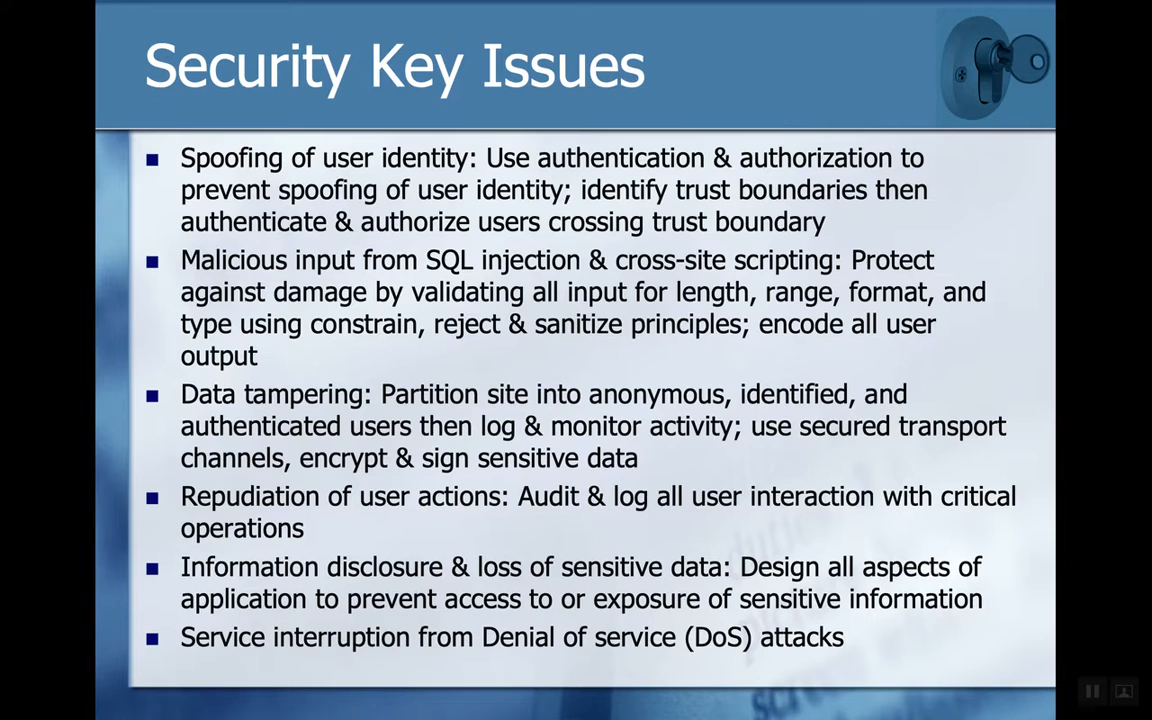 Security Key Issues
Spoofing of user identity: Use authentication & authorization to
prevent spoofing of user identity; identify trust boundaries then
authenticate & authorize users crossing trust boundary
Malicious input from SQL injection & cross-site scripting: Protect
against damage by validating all input for length, range, format, and
type using constrain, reject & sanitize principles; encode all user
output
Data tampering: Partition site into anonymous, identified, and
authenticated users then log & monitor activity; use secured transport
channels, encrypt & sign sensitive data
Repudiation of user actions: Audit & log all user interaction with critical
operations
Information disclosure & loss of sensitive data: Design all aspects of
application to prevent access to or exposure of sensitive information
Service interruption from Denial of service (DoS) attacks